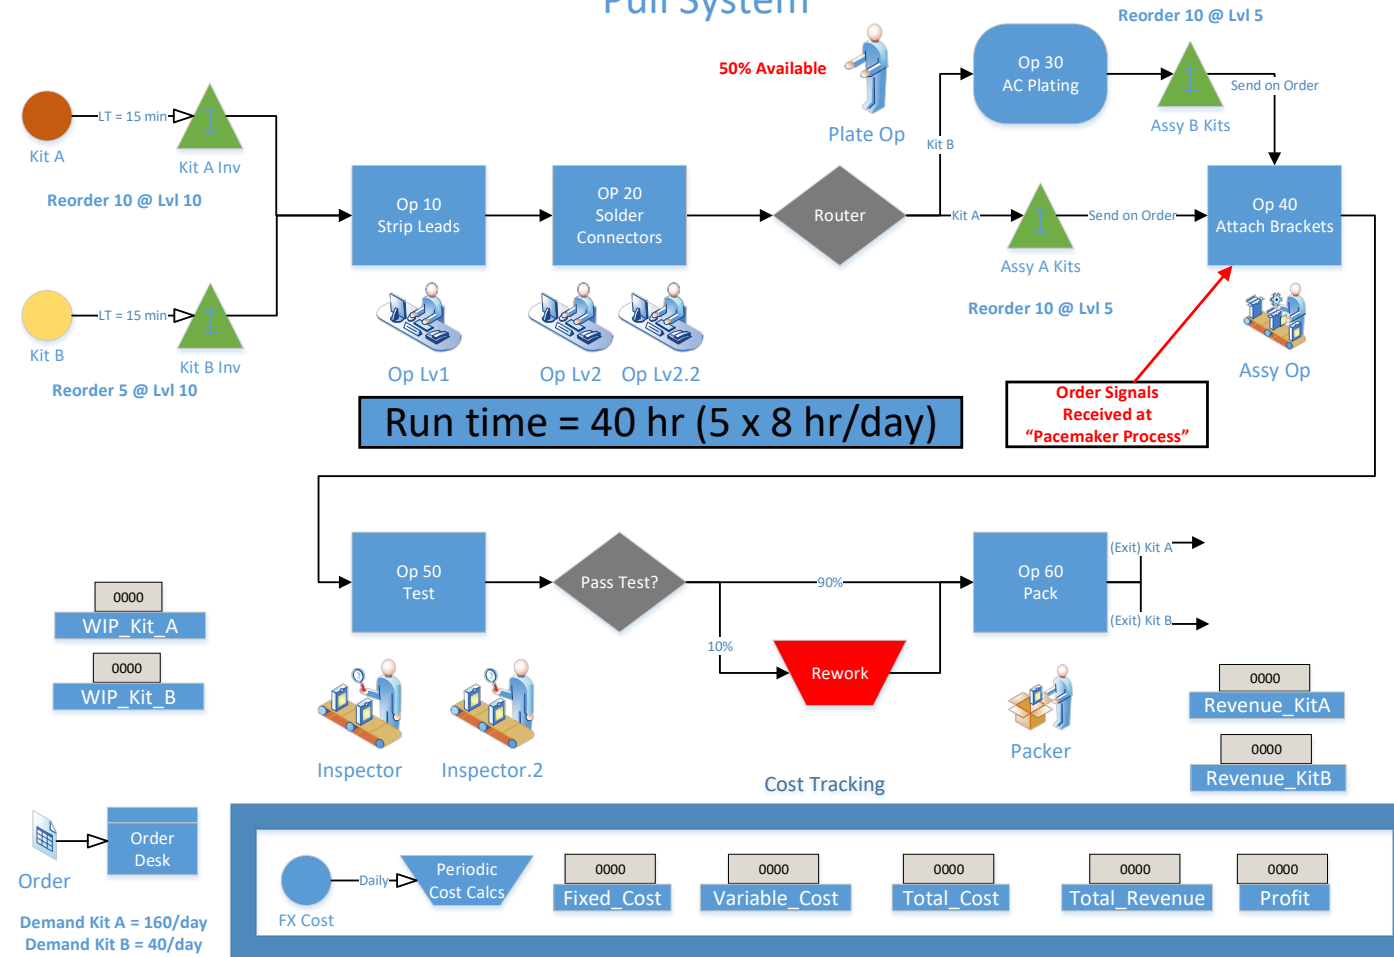 Pull System
Reorder 10 @ Lvl 5
50% Available
Op 30
AC Plating
Send on Order
LT = 15 min
Kit A
Kit A Inv
Plate Op
Kit B
Assy B Kits
Reorder 10 @ Lvl 10
Op 10
Strip Leads
OP 20
Solder
Connectors
Router
Kit A
Send on Order
Op 40
Attach Brackets
Assy A Kits
LT = 15 min
Kit B
Kit B Inv
Reorder 5 @ Lvl 10
Op Lv1
Op Lv2
Op Lv2.2
Reorder 10 @ Lvl 5
Assy Op
Run time = 40 hr (5 x 8 hr/day)
Order Signals
Received at
“Pacemaker Process”
0000
WIP_Kit_A
0000
WIP_Kit_B
Op 50
Test
Pass Test?
90%
10%
Rework
Op 60
Pack
(Exit) Kit A
(Exit) Kit B
Inspector
Inspector.2
Packer
0000
Revenue_KitA
0000
Revenue_KitB
Cost Tracking
Order
Order
Desk
Demand Kit A = 160/day
Demand Kit B = 40/day
FX Cost
Daily
Periodic
Cost Calcs
0000
Fixed_Cost
0000
Variable_Cost
0000
Total_Cost
0000
Total_Revenue
0000
Profit